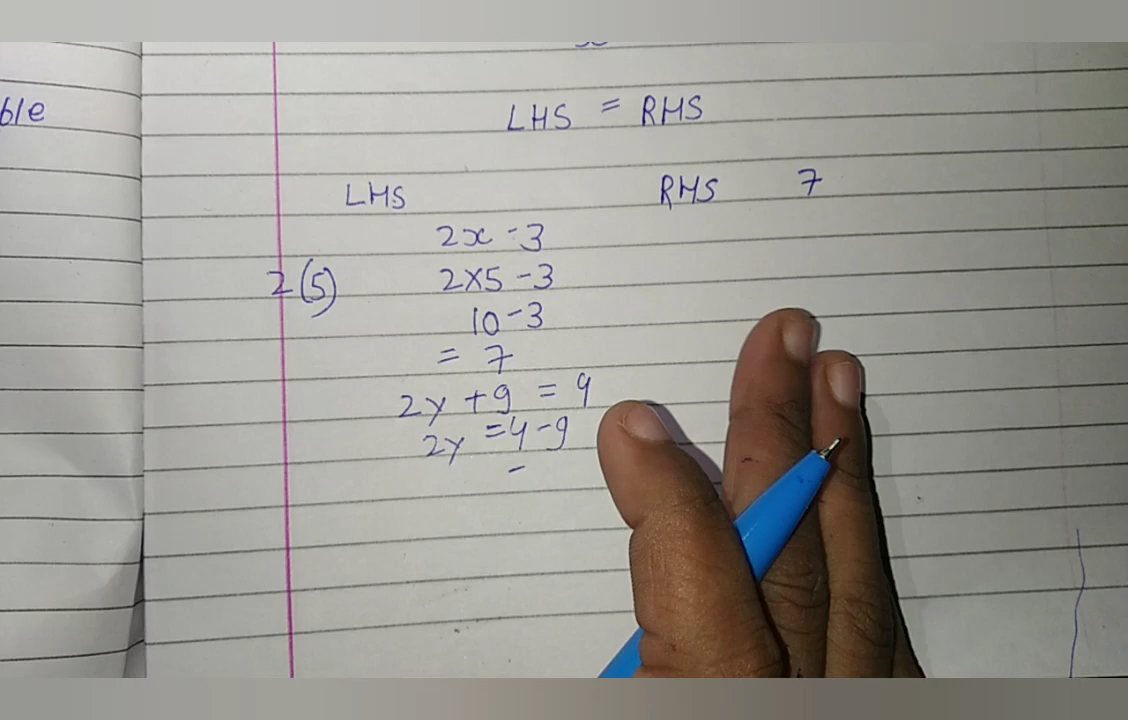 ble
LHS = RHS
LHS RHS 7
2x - 3
2(5) 2×5 - 3
10 - 3
= 7
2y + 9 = 4
2y = 4 - 9
-